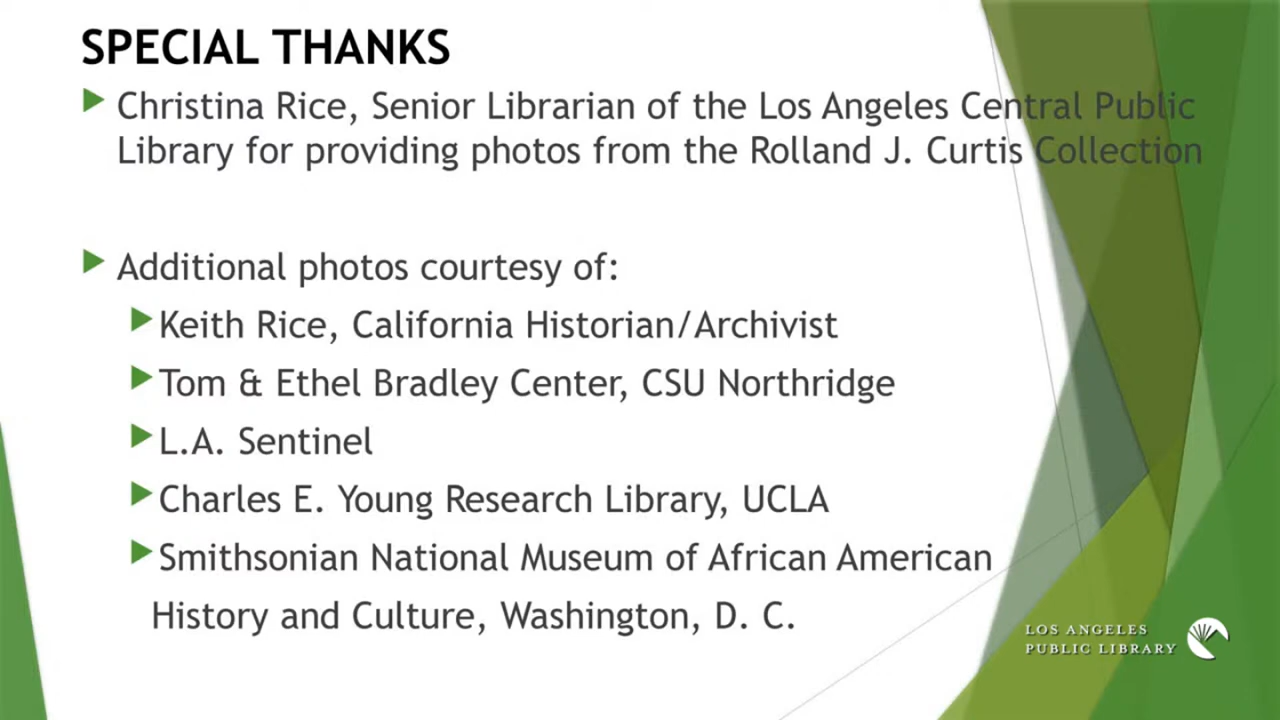 SPECIAL THANKS
Christina Rice, Senior Librarian of the Los Angeles Central Public
Library for providing photos from the Rolland J. Curtis Collection
Additional photos courtesy of:
Keith Rice, California Historian/Archivist
Tom & Ethel Bradley Center, CSU Northridge
L.A. Sentinel
Charles E. Young Research Library, UCLA
Smithsonian National Museum of African American
History and Culture, Washington, D. C.
LOS ANGELES
PUBLIC LIBRARY